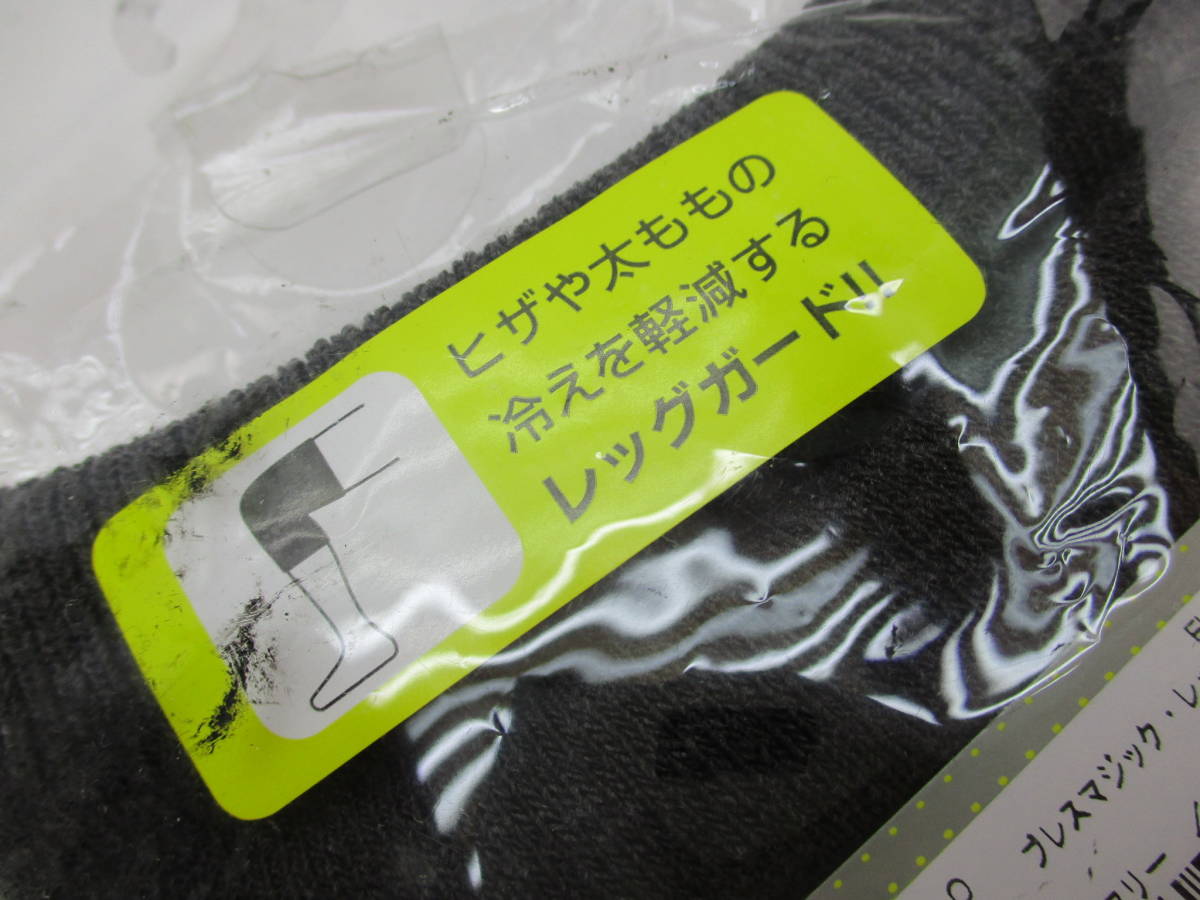 ヒザや太ももの
冷えを軽減する
レッグガード!!
ブレスマジック・レ
フリー